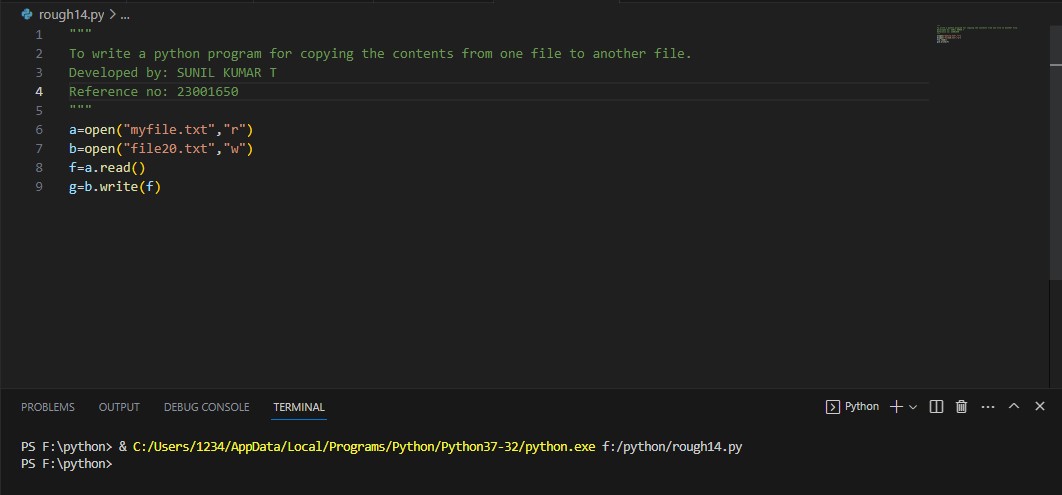 rough14.py > ...
1 """
2 To write a python program for copying the contents from one file to another file.
3 Developed by: SUNIL KUMAR T
4 Reference no: 23001650
5 """
6 a=open("myfile.txt","r")
7 b=open("file20.txt","w")
8 f=a.read()
9 g=b.write(f)
PROBLEMS OUTPUT DEBUG CONSOLE TERMINAL Python
PS F:\python> & C:/Users/1234/AppData/Local/Programs/Python/Python37-32/python.exe f:/python/rough14.py
PS F:\python>